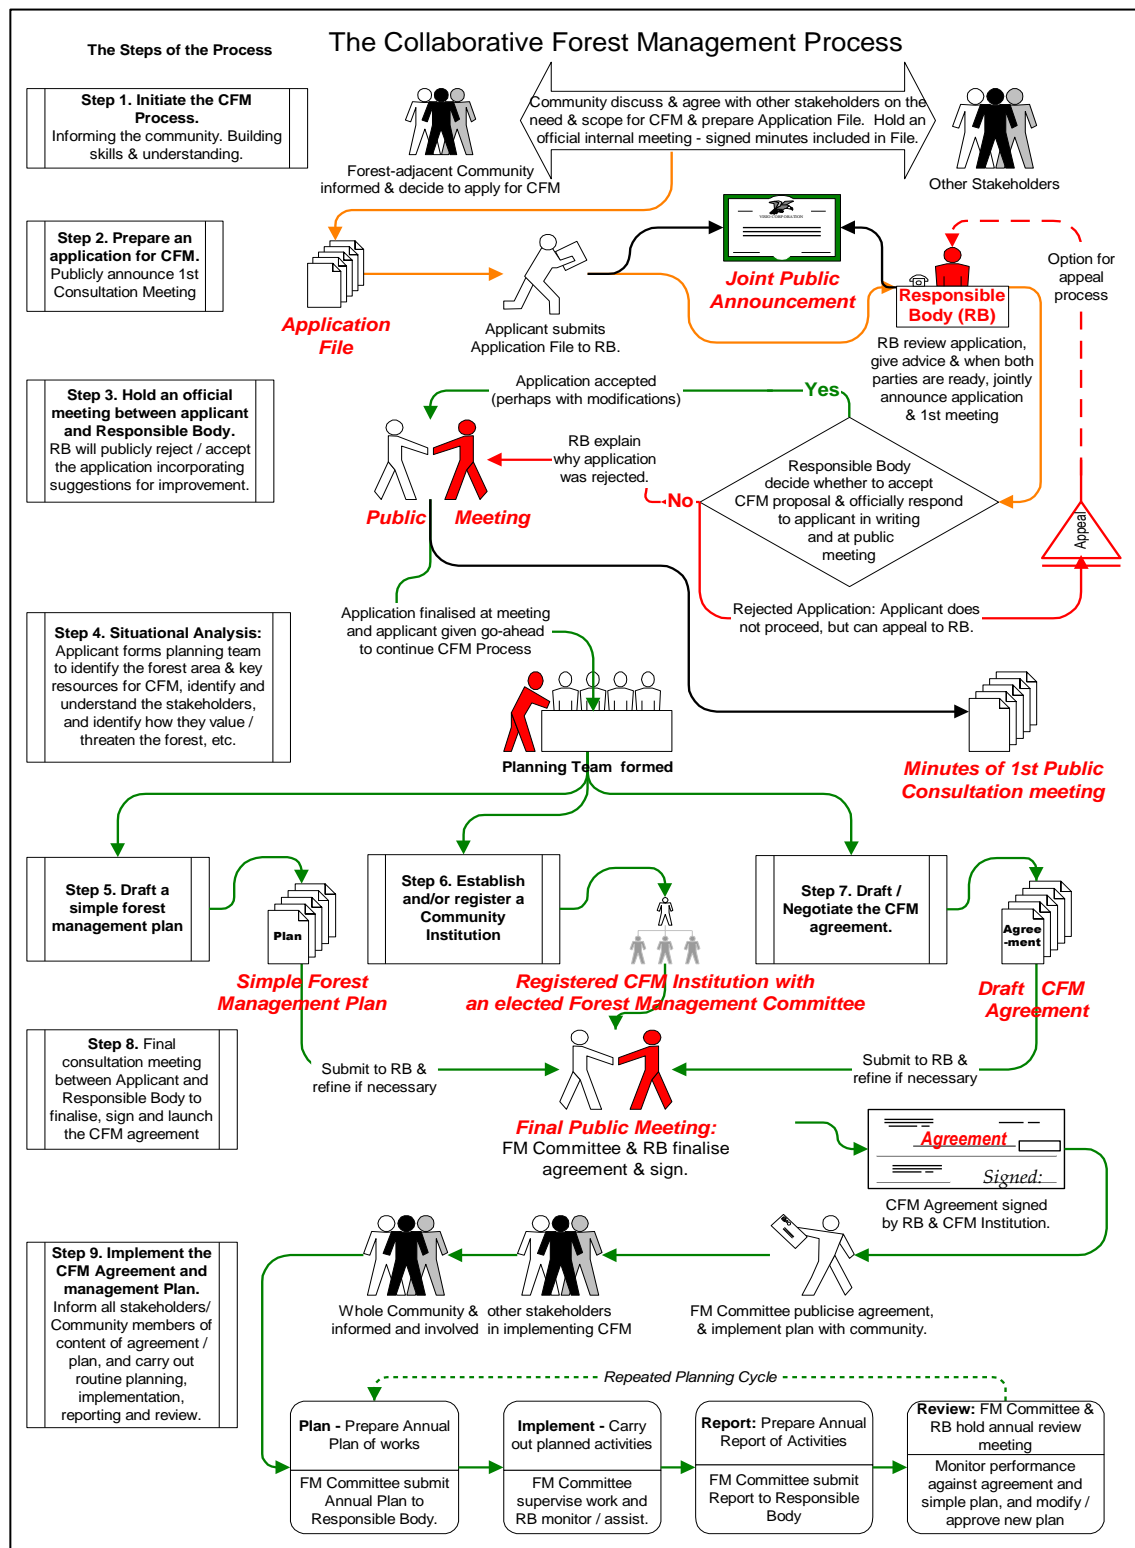 The Collaborative Forest Management Process
The Steps of the Process
Step 1. Initiate the CFM
Process.
Informing the community. Building
skills & understanding.
Community discuss & agree with other stakeholders on the
need & scope for CFM & prepare Application File. Hold an
official internal meeting - signed minutes included in File.
Forest-adjacent Community
informed & decide to apply for CFM
Other Stakeholders
Step 2. Prepare an
application for CFM.
Publicly announce 1st
Consultation Meeting
Application
File
Applicant submits
Application File to RB.
VISIO CORPORATION
Joint Public
Announcement
Responsible
Body (RB)
Option for
appeal
process
RB review application,
give advice & when both
parties are ready, jointly
announce application
& 1st meeting
Step 3. Hold an official
meeting between applicant
and Responsible Body.
RB will publicly reject / accept
the application incorporating
suggestions for improvement.
Application accepted
(perhaps with modifications)
Yes
RB explain
why application
was rejected.
No
Public Meeting
Responsible Body
decide whether to accept
CFM proposal & officially respond
to applicant in writing
and at public
meeting
Appeal
Rejected Application: Applicant does
not proceed, but can appeal to RB.
Step 4. Situational Analysis:
Applicant forms planning team
to identify the forest area & key
resources for CFM, identify and
understand the stakeholders,
and identify how they value /
threaten the forest, etc.
Application finalised at meeting
and applicant given go-ahead
to continue CFM Process
Planning Team formed
Minutes of 1st Public
Consultation meeting
Step 5. Draft a
simple forest
management plan
Plan
Simple Forest
Management Plan
Step 6. Establish
and/or register a
Community
Institution
Registered CFM Institution with
an elected Forest Management Committee
Step 7. Draft /
Negotiate the CFM
agreement.
Agree
-ment
Draft CFM
Agreement
Step 8. Final
consultation meeting
between Applicant and
Responsible Body to
finalise, sign and launch
the CFM agreement
Submit to RB &
refine if necessary
Submit to RB &
refine if necessary
Final Public Meeting:
FM Committee & RB finalise
agreement & sign.
Agreement
Signed:
CFM Agreement signed
by RB & CFM Institution.
Step 9. Implement the
CFM Agreement and
management Plan.
Inform all stakeholders/
Community members of
content of agreement /
plan, and carry out
routine planning,
implementation,
reporting and review.
Whole Community & other stakeholders
informed and involved in implementing CFM
FM Committee publicise agreement,
& implement plan with community.
Repeated Planning Cycle
Plan - Prepare Annual
Plan of works
FM Committee submit
Annual Plan to
Responsible Body.
Implement - Carry
out planned activities
FM Committee
supervise work and
RB monitor / assist.
Report: Prepare Annual
Report of Activities
FM Committee submit
Report to Responsible
Body
Review: FM Committee &
RB hold annual review
meeting
Monitor performance
against agreement and
simple plan, and modify /
approve new plan